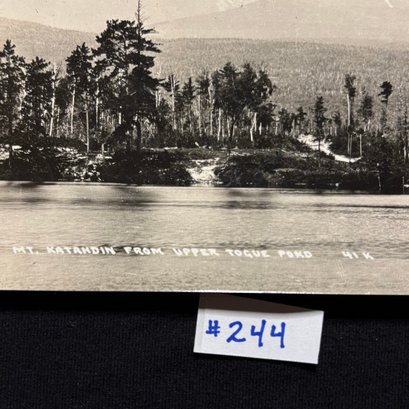 MT. KATAHDIN FROM UPPER TOGUE POND 41 K
# 244